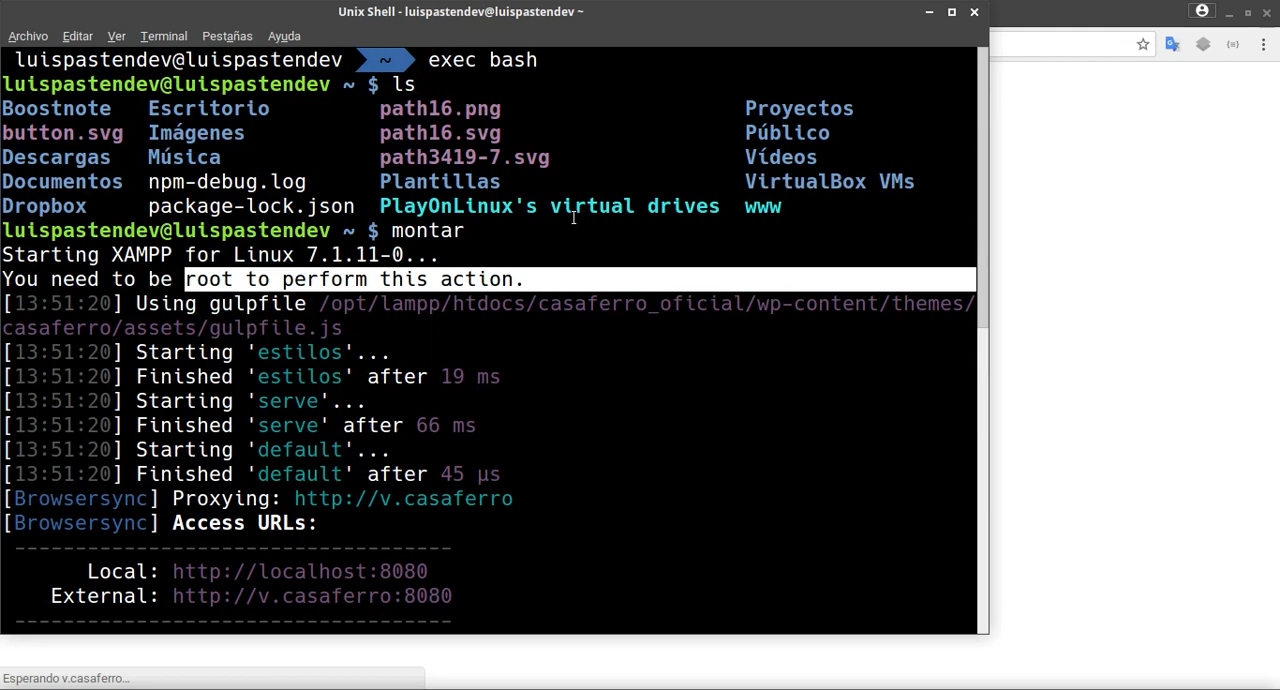 Unix Shell - luispastendev@luispastendev ~
Archivo Editar Ver Terminal Pestañas Ayuda
luispastendev@luispastendev ~ exec bash
luispastendev@luispastendev ~ $ ls
Boostnote Escritorio path16.png Proyectos
button.svg Imágenes path16.svg Público
Descargas Música path3419-7.svg Vídeos
Documentos npm-debug.log Plantillas VirtualBox VMs
Dropbox package-lock.json PlayOnLinux's virtual drives www
luispastendev@luispastendev ~ $ montar
Starting XAMPP for Linux 7.1.11-0...
You need to be root to perform this action.
[13:51:20] Using gulpfile /opt/lampp/htdocs/casaferro_oficial/wp-content/themes/
casaferro/assets/gulpfile.js
[13:51:20] Starting 'estilos'...
[13:51:20] Finished 'estilos' after 19 ms
[13:51:20] Starting 'serve'...
[13:51:20] Finished 'serve' after 66 ms
[13:51:20] Starting 'default'...
[13:51:20] Finished 'default' after 45 μs
[Browsersync] Proxying: http://v.casaferro
[Browsersync] Access URLs:
------------------------------------
Local: http://localhost:8080
External: http://v.casaferro:8080
------------------------------------
Esperando v.casaferro...